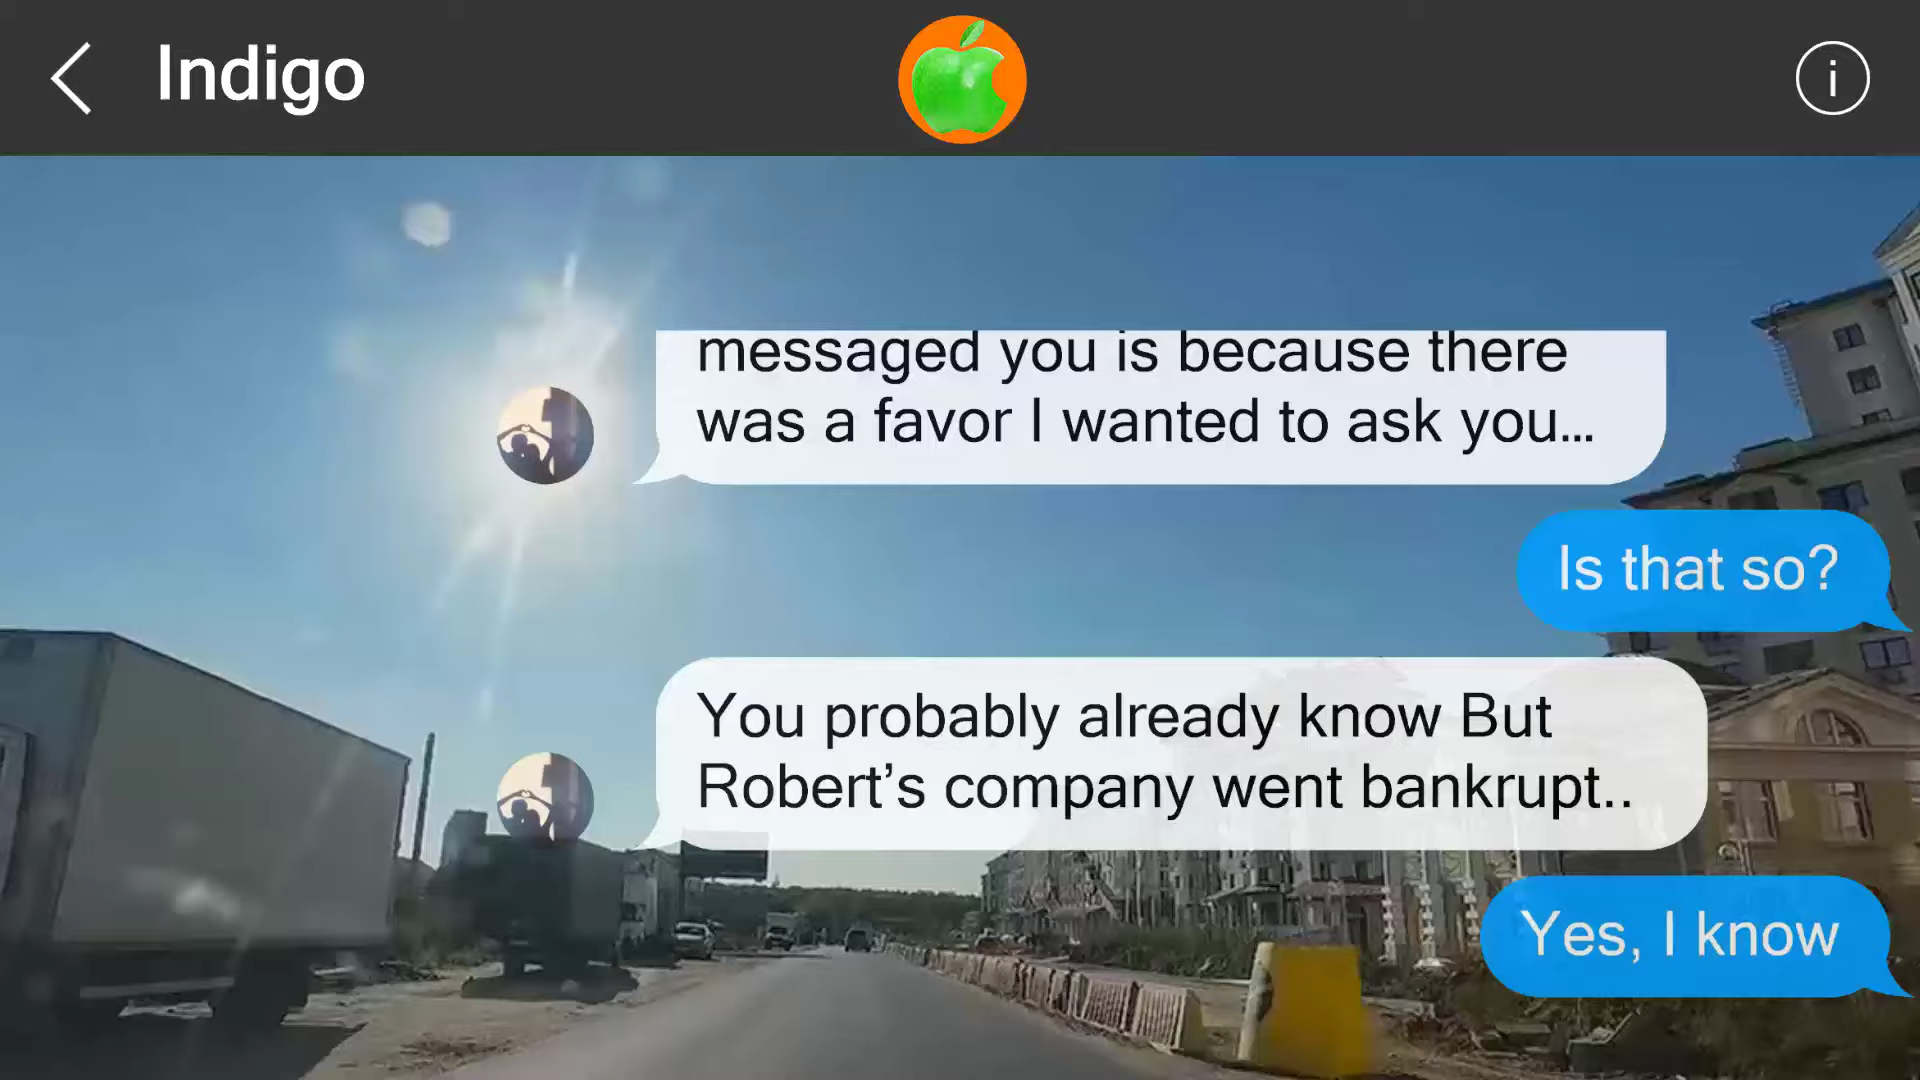 Indigo
i
messaged you is because there
was a favor I wanted to ask you...
Is that so?
You probably already know But
Robert’s company went bankrupt..
Yes, I know